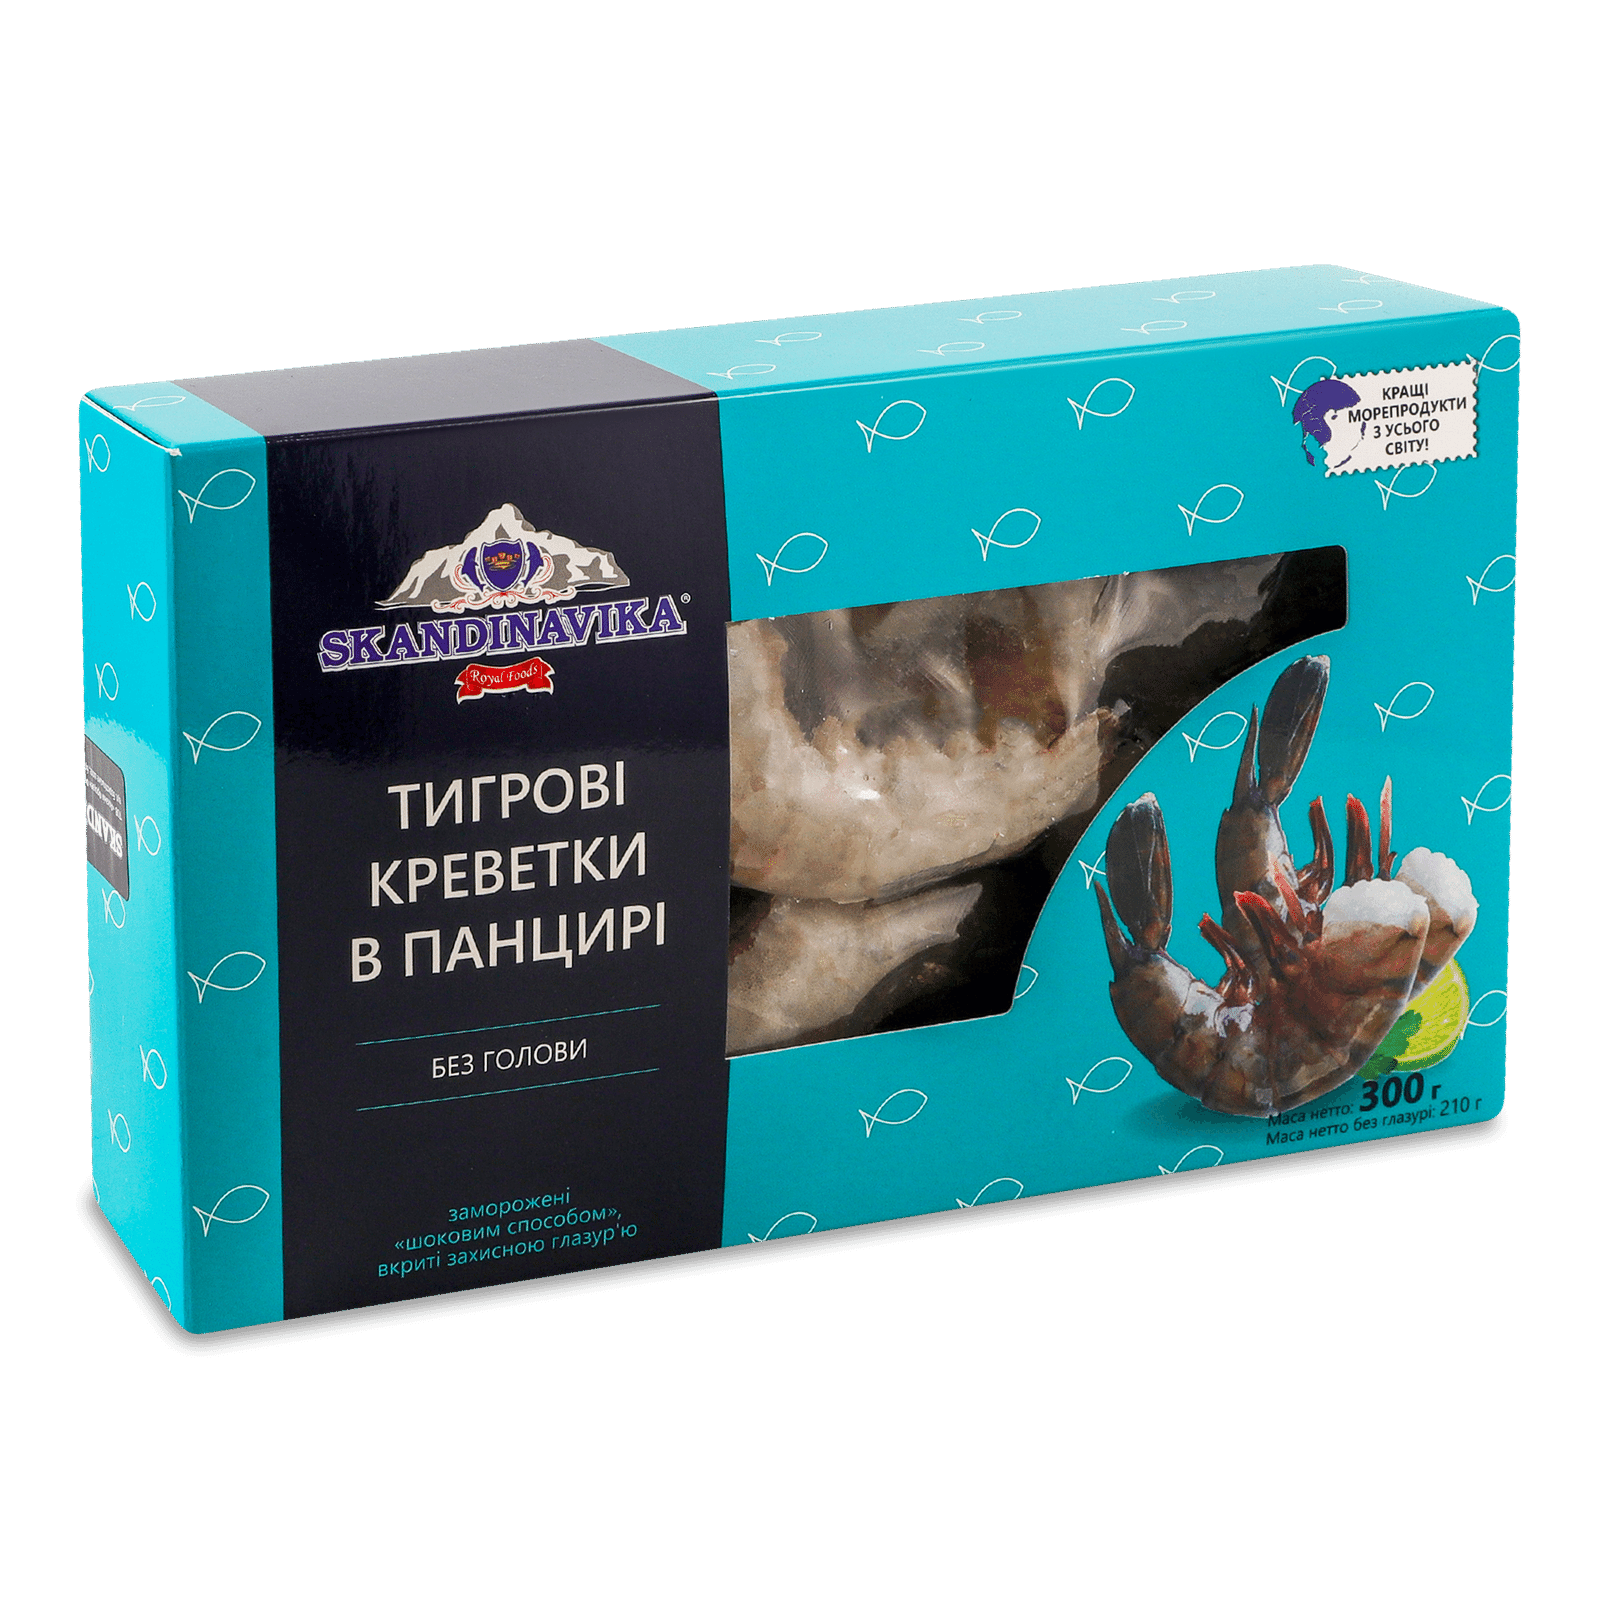 SKANDINAVIKA®
Royal Foods
ТИГРОВІ
КРЕВЕТКИ
В ПАНЦИРІ
БЕЗ ГОЛОВИ
заморожені
«шоковим способом»,
вкриті захисною глазур'ю
КРАЩІ
МОРЕПРОДУКТИ
З УСЬОГО
СВІТУ!
Маса нетто: 300 г
Маса нетто без глазурі: 210 г
SKAND